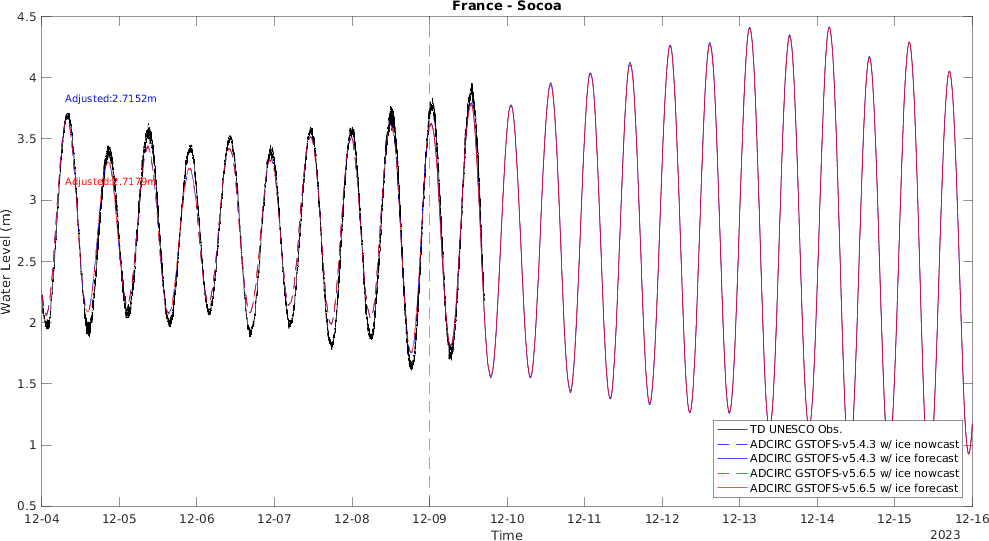 France - Socoa
4.5
4
3.5
3
2.5
2
1.5
1
0.5
Water Level (m)
Adjusted:2.7152m
Adjusted:2.7179m
TD UNESCO Obs.
ADCIRC GSTOFS-v5.4.3 w/ ice nowcast
ADCIRC GSTOFS-v5.4.3 w/ ice forecast
ADCIRC GSTOFS-v5.6.5 w/ ice nowcast
ADCIRC GSTOFS-v5.6.5 w/ ice forecast
12-04 12-05 12-06 12-07 12-08 12-09 12-10 12-11 12-12 12-13 12-14 12-15 12-16
Time
2023